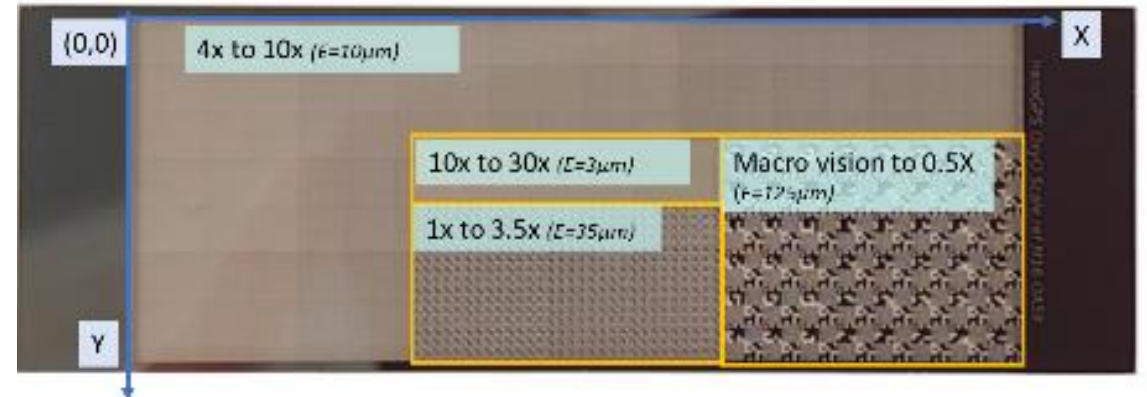 (0,0)
X
4x to 10x (E=10µm)
10x to 30x (E=3µm)
Macro vision to 0.5X
(E=125µm)
1x to 3.5x (E=35µm)
Y